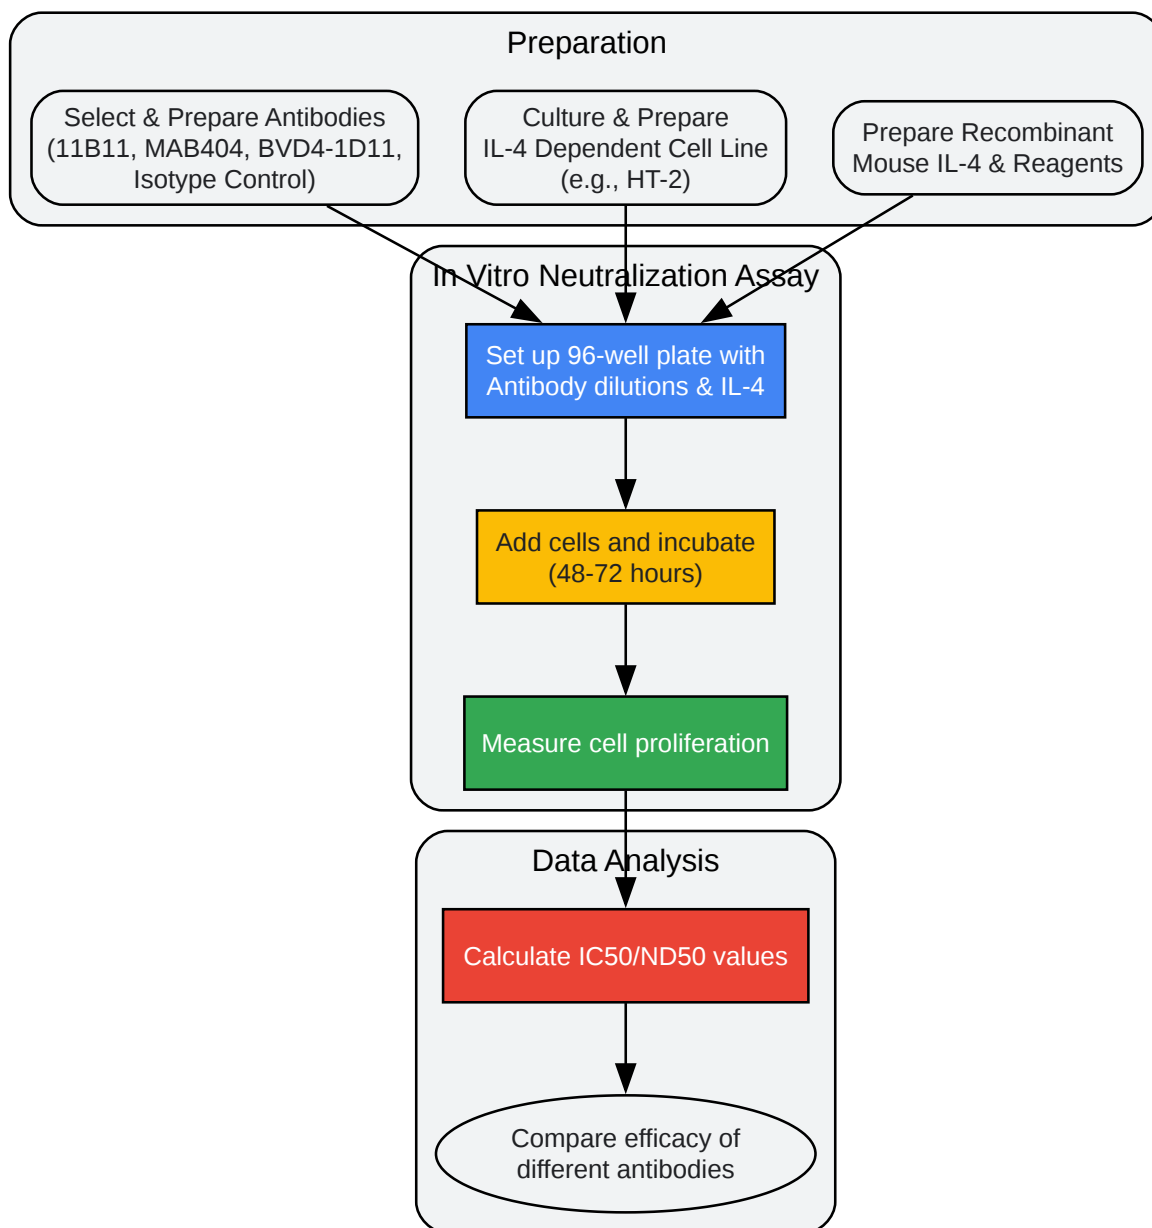 Preparation
Select & Prepare Antibodies
(11B11, MAB404, BVD4-1D11,
Isotype Control)
Culture & Prepare
IL-4 Dependent Cell Line
(e.g., HT-2)
Prepare Recombinant
Mouse IL-4 & Reagents
In Vitro Neutralization Assay
Set up 96-well plate with
Antibody dilutions & IL-4
Add cells and incubate
(48-72 hours)
Measure cell proliferation
Data Analysis
Calculate IC50/ND50 values
Compare efficacy of
different antibodies